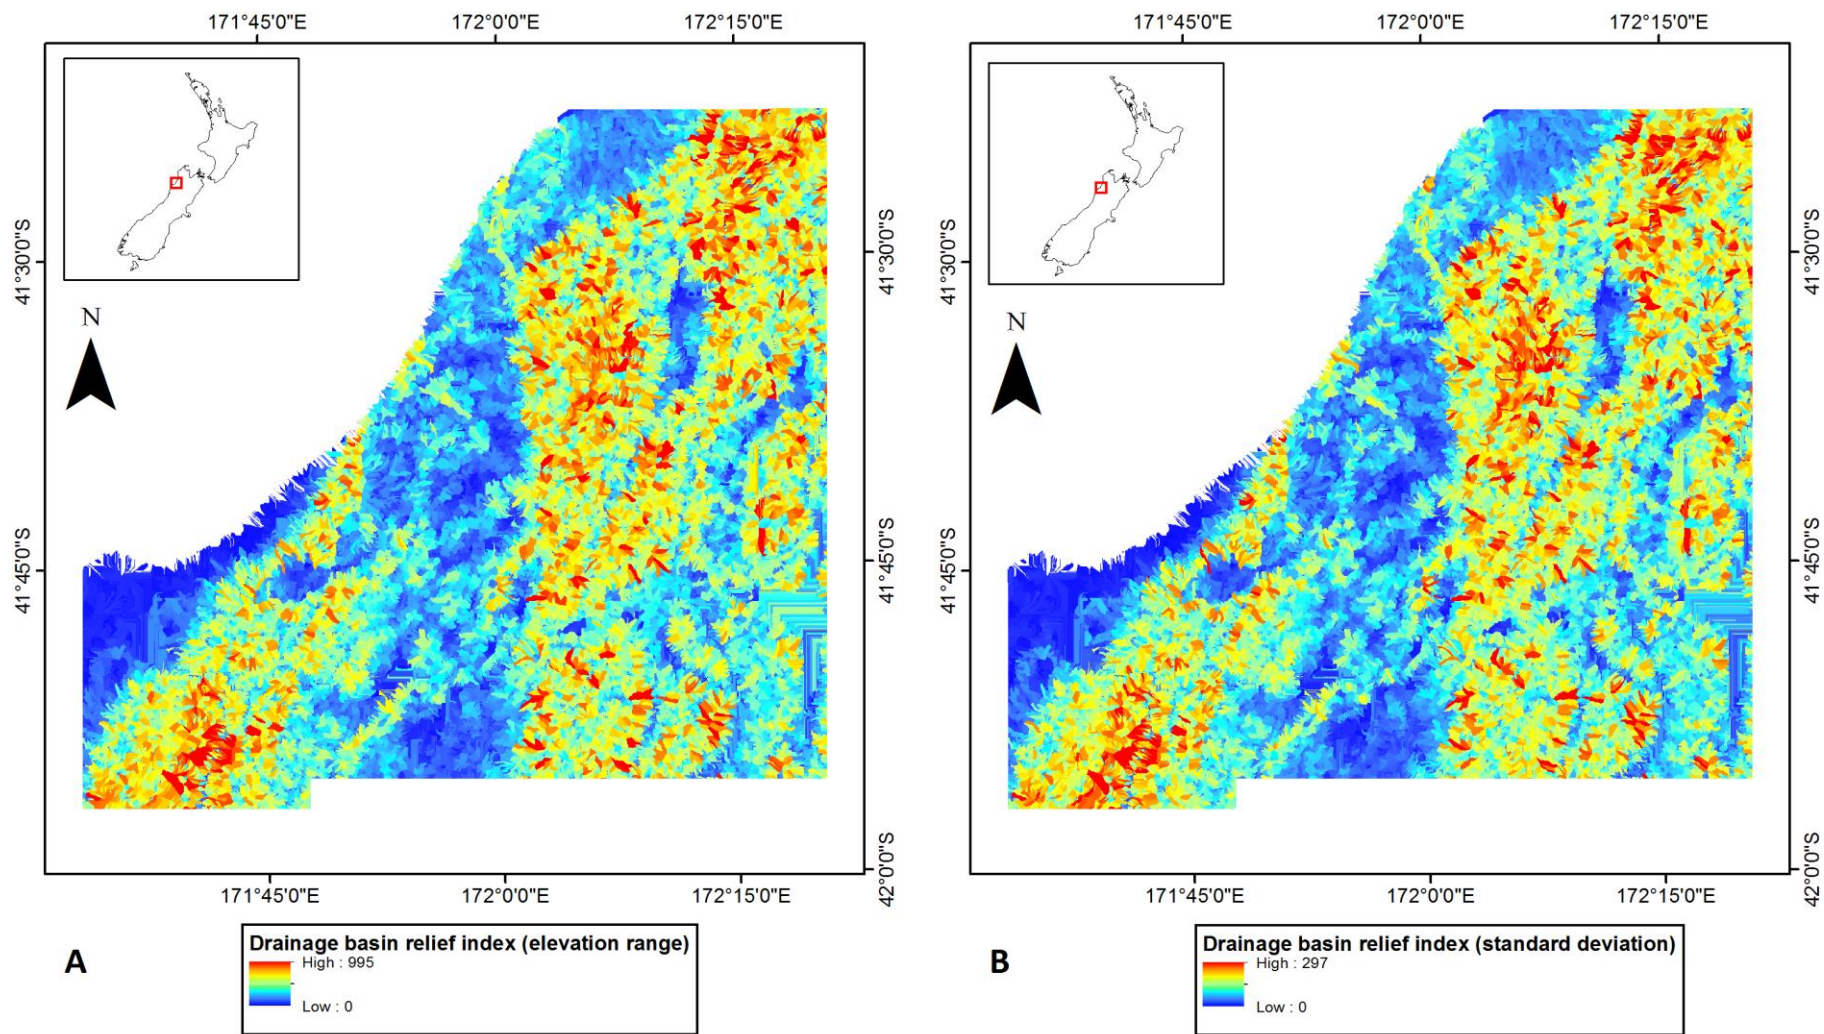 171°45'0"E 172°0'0"E 172°15'0"E
41°30'0"S
41°30'0"S
N
41°45'0"S
41°45'0"S
42°0'0"S
171°45'0"E 172°0'0"E 172°15'0"E
A
Drainage basin relief index (elevation range)
High : 995
Low : 0
171°45'0"E 172°0'0"E 172°15'0"E
41°30'0"S
41°30'0"S
N
41°45'0"S
41°45'0"S
42°0'0"S
171°45'0"E 172°0'0"E 172°15'0"E
B
Drainage basin relief index (standard deviation)
High : 297
Low : 0